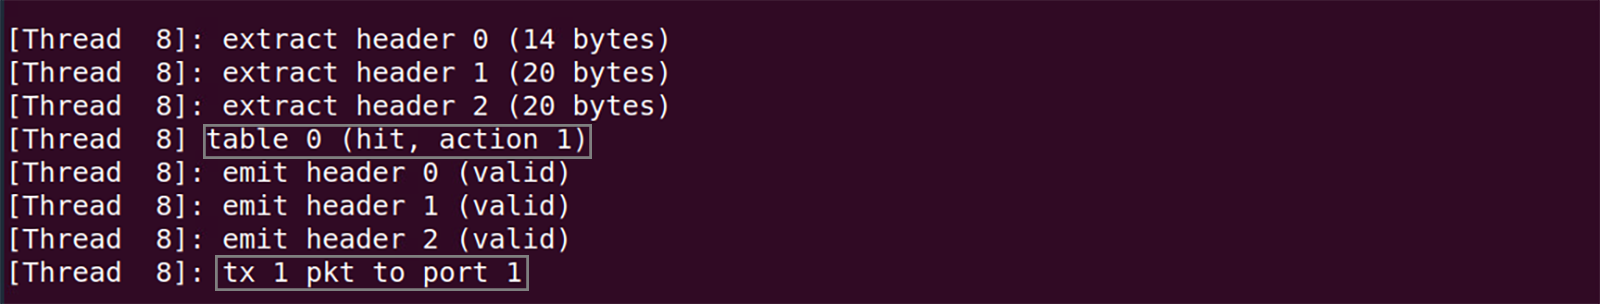 [Thread  8]: extract header 0 (14 bytes)
[Thread  8]: extract header 1 (20 bytes)
[Thread  8]: extract header 2 (20 bytes)
[Thread  8] table 0 (hit, action 1)
[Thread  8]: emit header 0 (valid)
[Thread  8]: emit header 1 (valid)
[Thread  8]: emit header 2 (valid)
[Thread  8]: tx 1 pkt to port 1